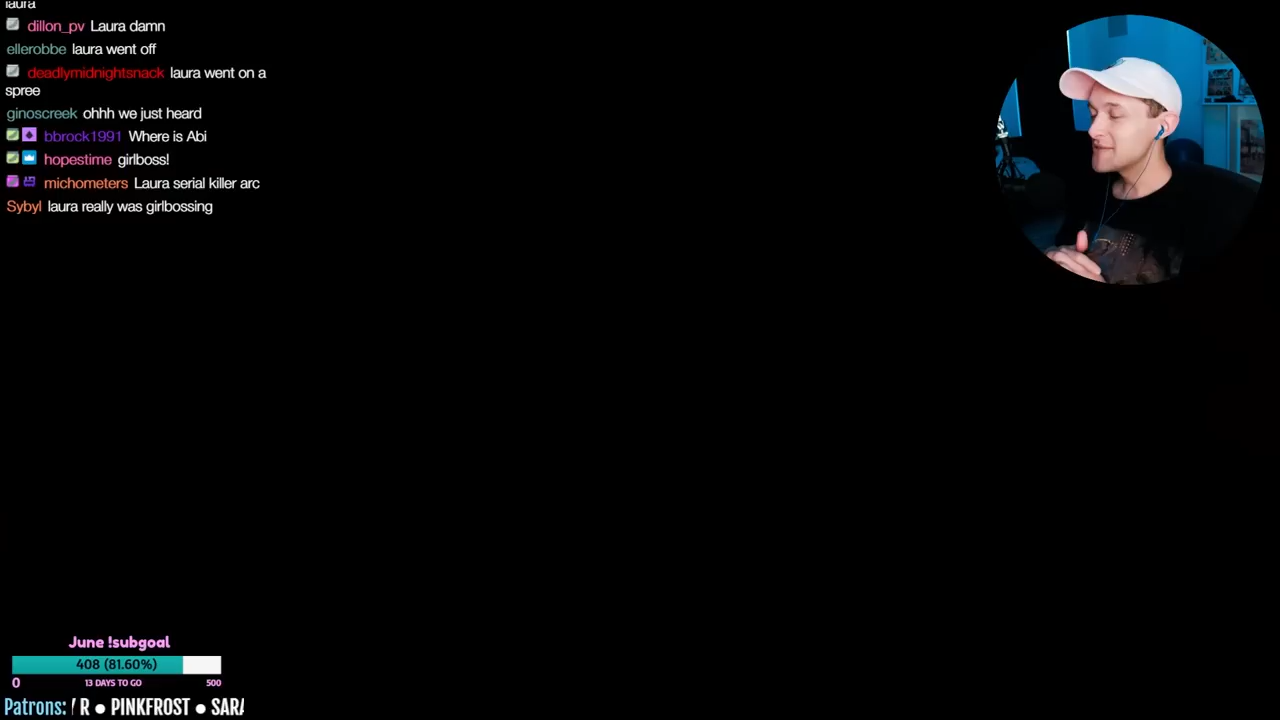 laura
dillon_pv Laura damn
ellerobbe laura went off
deadlymidnightsnack laura went on a
spree
ginoscreek ohhh we just heard
bbrock1991 Where is Abi
hopestime girlboss!
michometers Laura serial killer arc
Sybyl laura really was girlbossing
June !subgoal
408 (81.60%)
0 13 DAYS TO GO 500
Patrons: R ● PINKFROST ● SARA